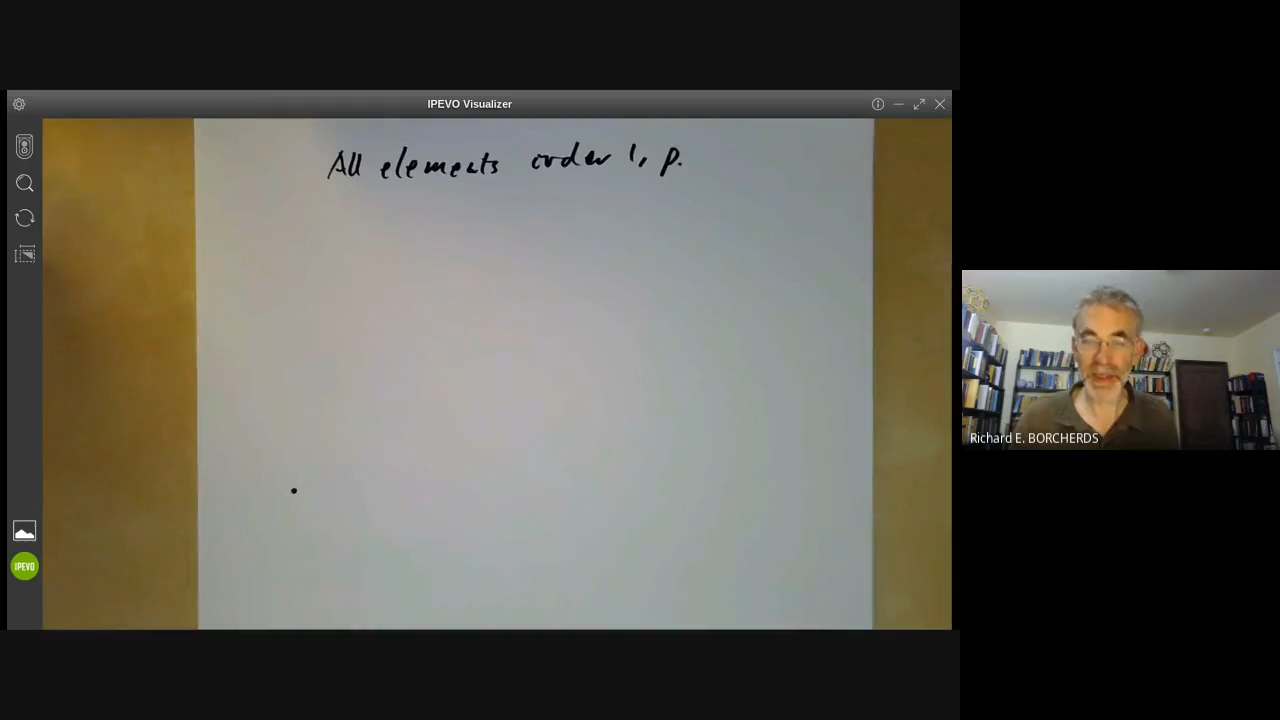 IPEVO Visualizer
All elements order 1, p.
Richard E. BORCHERDS
IPEVO